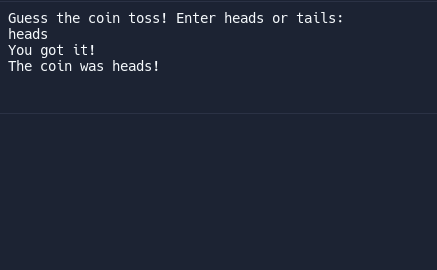 Guess the coin toss! Enter heads or tails:
heads
You got it!
The coin was heads!